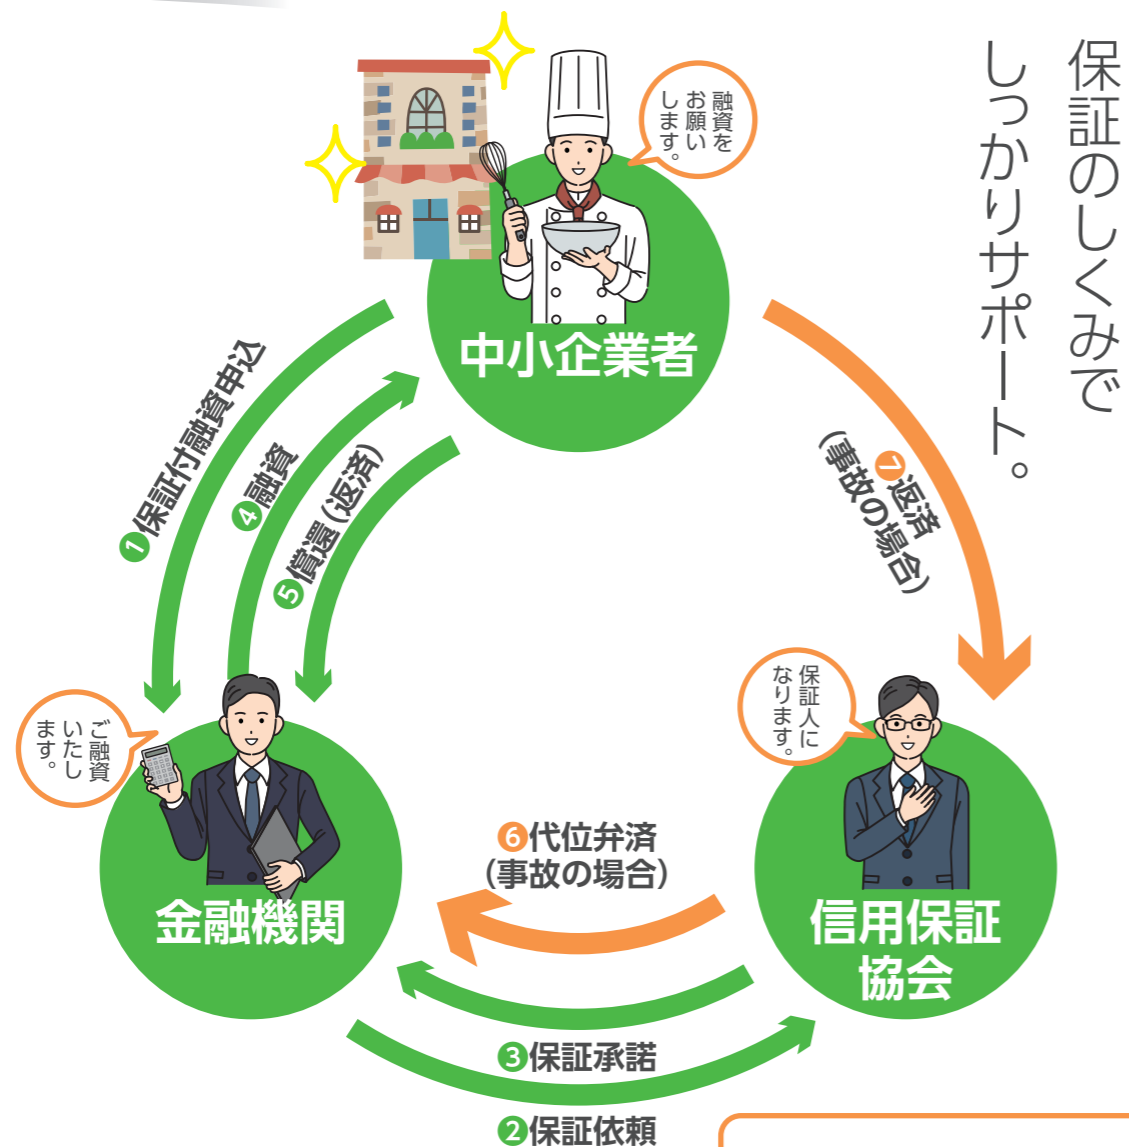 保証のしくみで
しっかりサポート。
融資を
お願い
します。
中小企業者
❶保証付融資申込
❹融資
❺償還(返済)
❼返済
(事故の場合)
ご融資
いたし
ます。
金融機関
保証人に
なります。
信用保証
協会
❻代位弁済
(事故の場合)
❸保証承諾
❷保証依頼